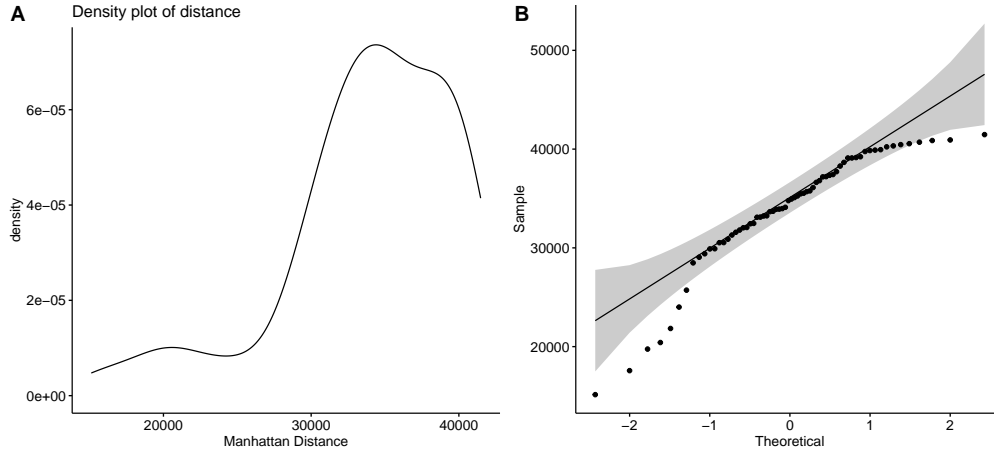 A
Density plot of distance
6e−05
4e−05
2e−05
0e+00
density
20000 30000 40000
Manhattan Distance
B
50000
40000
30000
20000
Sample
−2 −1 0 1 2
Theoretical